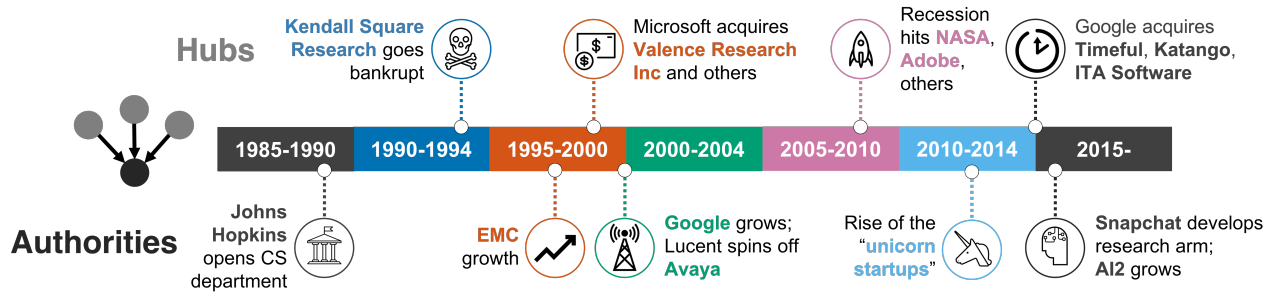 Hubs
Kendall Square
Research goes
bankrupt
$
$
Microsoft acquires
Valence Research
Inc and others
Recession
hits NASA,
Adobe,
others
Google acquires
Timeful, Katango,
ITA Software
1985-1990
1990-1994
1995-2000
2000-2004
2005-2010
2010-2014
2015-
Authorities
Johns
Hopkins
opens CS
department
EMC
growth
Google grows;
Lucent spins off
Avaya
Rise of the
“unicorn
startups”
Snapchat develops
research arm;
AI2 grows